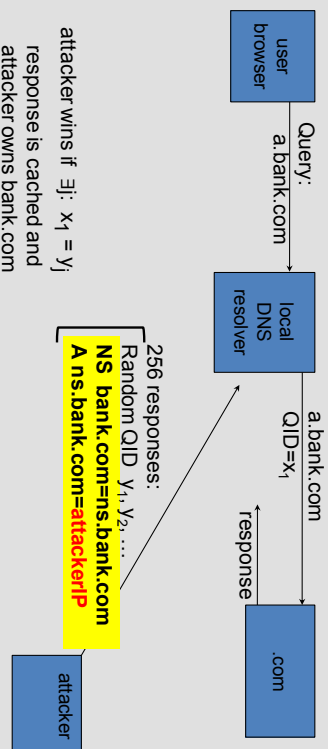 user
browser
Query:
a.bank.com
local
DNS
resolver
a.bank.com
QID=x₁
response
.com
256 responses:
Random QID y₁, y₂, …
NS bank.com=ns.bank.com
A ns.bank.com=attackerIP
attacker
attacker wins if ∃j: x₁ = yⱼ
response is cached and
attacker owns bank.com